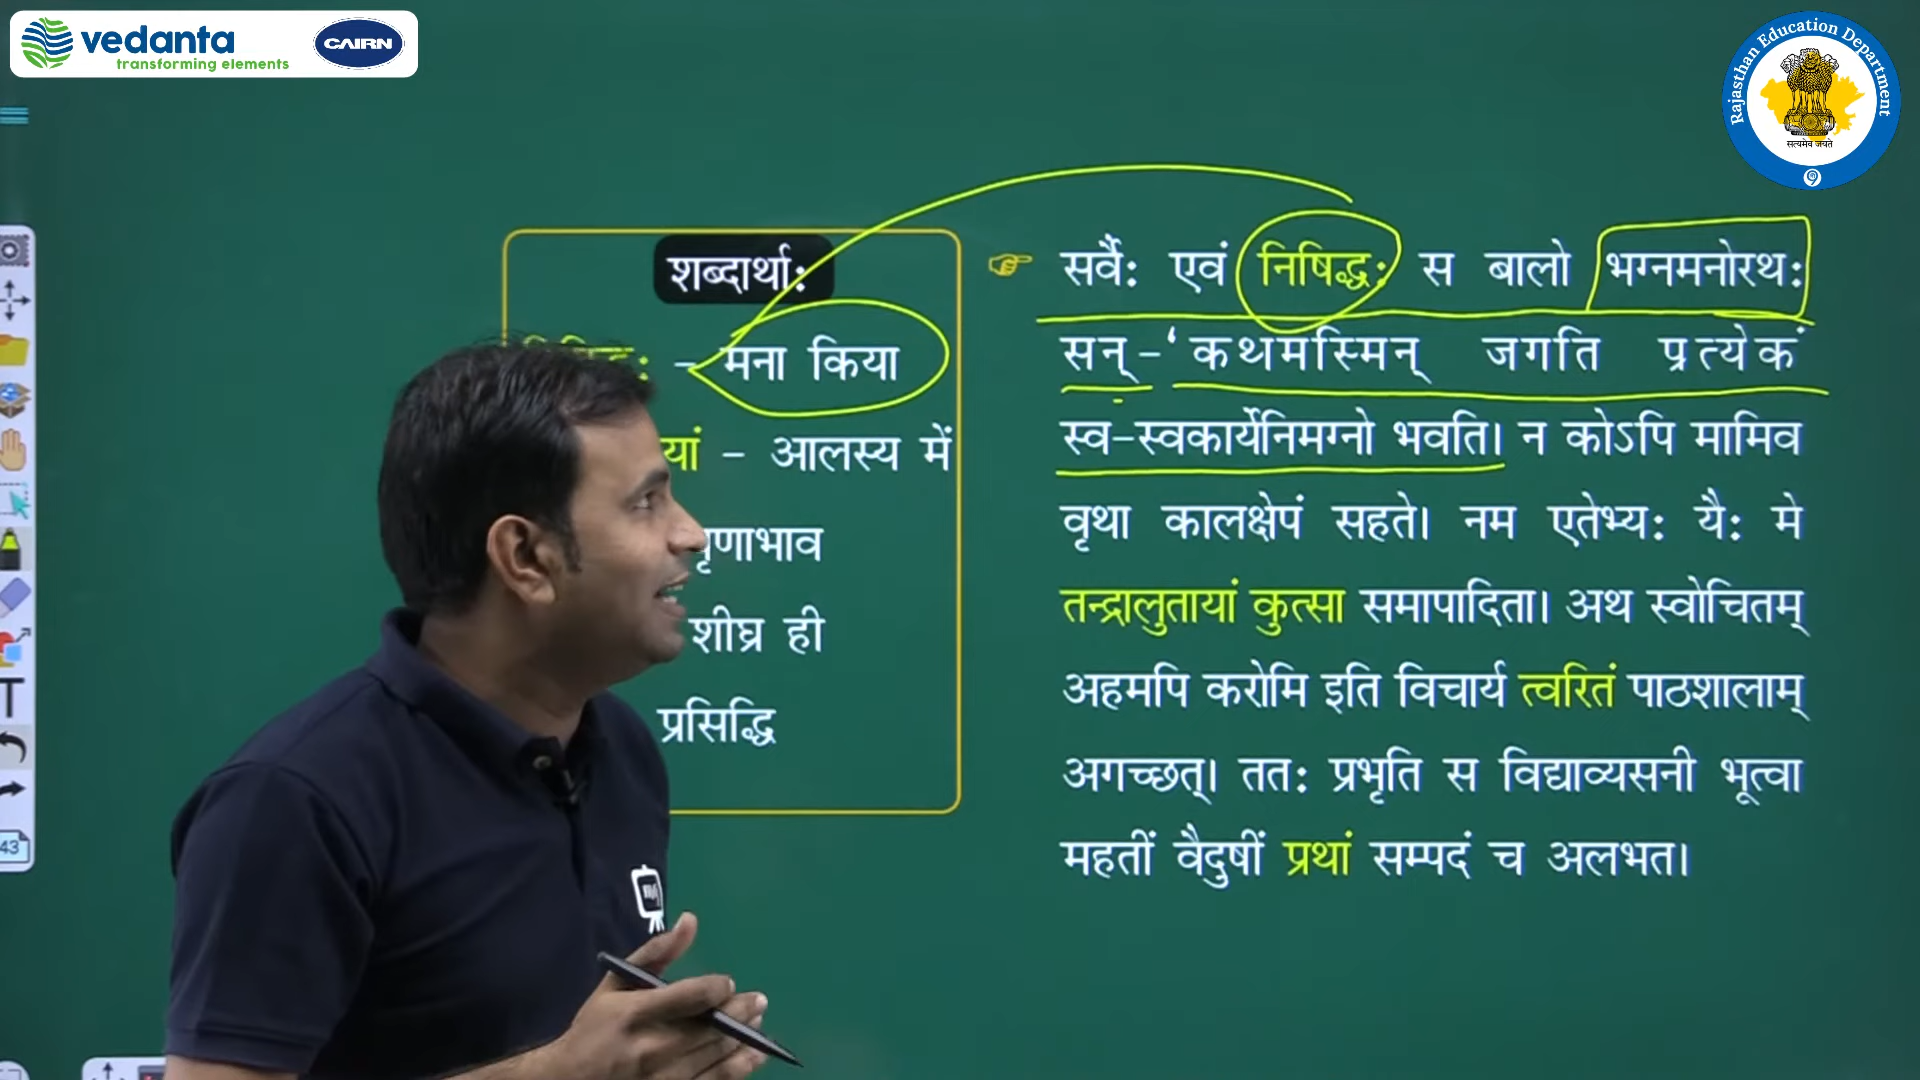 vedanta
transforming elements
CAIRN
Rajasthan Education Department
सत्यमेव जयते
शब्दार्थाः
– मना किया
यां – आलस्य में
घृणाभाव
शीघ्र ही
प्रसिद्धि
सर्वैः एवं निषिद्धः स बालो भग्नमनोरथः
सन्–‘कथमस्मिन् जगति प्रत्येकं
स्व–स्वकार्येनिमग्नो भवति। न कोऽपि मामिव
वृथा कालक्षेपं सहते। नम एतेभ्यः यैः मे
तन्द्रालुतायां कुत्सा समापादिता। अथ स्वोचितम्
अहमपि करोमि इति विचार्य त्वरितं पाठशालाम्
अगच्छत्। ततः प्रभृति स विद्याव्यसनी भूत्वा
महतीं वैदुषीं प्रथां सम्पदं च अलभत।
T
43